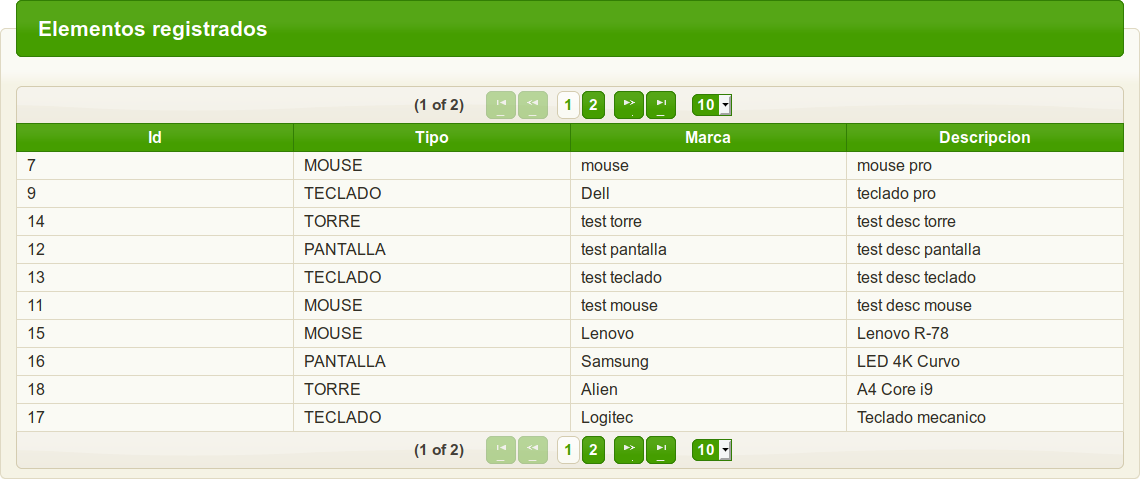 Elementos registrados
(1 of 2) 1 2 10
Id Tipo Marca Descripcion
7 MOUSE mouse mouse pro
9 TECLADO Dell teclado pro
14 TORRE test torre test desc torre
12 PANTALLA test pantalla test desc pantalla
13 TECLADO test teclado test desc teclado
11 MOUSE test mouse test desc mouse
15 MOUSE Lenovo Lenovo R-78
16 PANTALLA Samsung LED 4K Curvo
18 TORRE Alien A4 Core i9
17 TECLADO Logitec Teclado mecanico
(1 of 2) 1 2 10